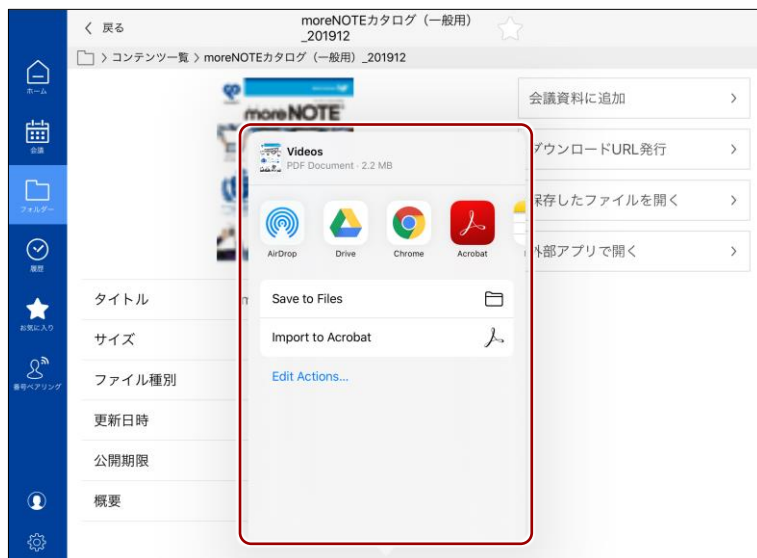 戻る
moreNOTEカタログ（一般用）
_201912
コンテンツ一覧 〉 moreNOTEカタログ（一般用）_201912
ホーム
会議
フォルダー
履歴
お気に入り
番号ペアリング
moreNOTE
会議資料に追加
ダウンロードURL発行
保存したファイルを開く
外部アプリで開く
Videos
PDF Document · 2.2 MB
AirDrop
Drive
Chrome
Acrobat
Save to Files
Import to Acrobat
Edit Actions...
タイトル
サイズ
ファイル種別
更新日時
公開期限
概要